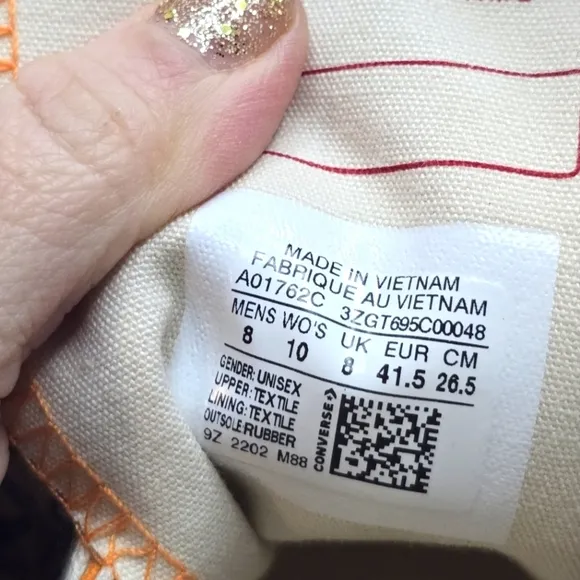 MADE IN VIETNAM
FABRIQUE AU VIETNAM
A01762C 3ZGT695C00048
MENS WO'S UK EUR CM
8 10 8 41.5 26.5
GENDER: UNISEX
UPPER: TEXTILE
LINING: TEXTILE
OUTSOLE: RUBBER
9Z 2202 M88
CONVERSE